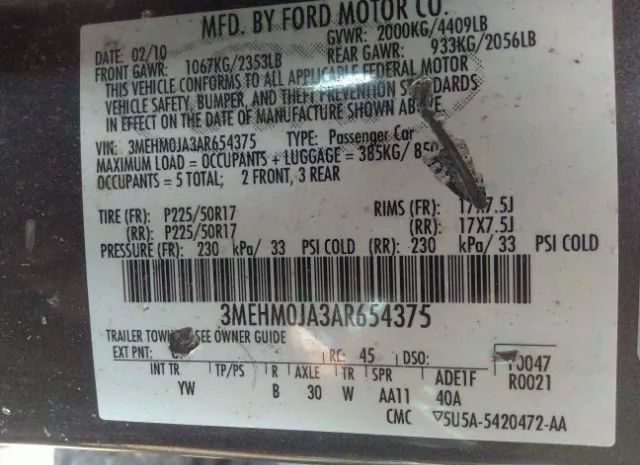 MFD. BY FORD MOTOR CO.
DATE: 02/10 GVWR: 2000KG/4409LB
FRONT GAWR: 1067KG/2353LB REAR GAWR: 933KG/2056LB
THIS VEHICLE CONFORMS TO ALL APPLICABLE FEDERAL MOTOR
VEHICLE SAFETY, BUMPER, AND THEFT PREVENTION STANDARDS
IN EFFECT ON THE DATE OF MANUFACTURE SHOWN ABOVE.
VIN: 3MEHM0JA3AR654375 TYPE: Passenger Car
MAXIMUM LOAD = OCCUPANTS + LUGGAGE = 385KG/
OCCUPANTS = 5 TOTAL; 2 FRONT, 3 REAR
TIRE (FR): P225/50R17 RIMS (FR): 17X7.5J
(RR): P225/50R17 (RR): 17X7.5J
PRESSURE (FR): 230 kPa/ 33 PSI COLD (RR): 230 kPa/ 33 PSI COLD
3MEHM0JA3AR654375
TRAILER TOWING SEE OWNER GUIDE
EXT PNT: RC: 45 DSO: T0047
INT TR TP/PS R AXLE TR SPR ADE1F R0021
YW B 30 W AA11 40A
CMC ▽5U5A-5420472-AA